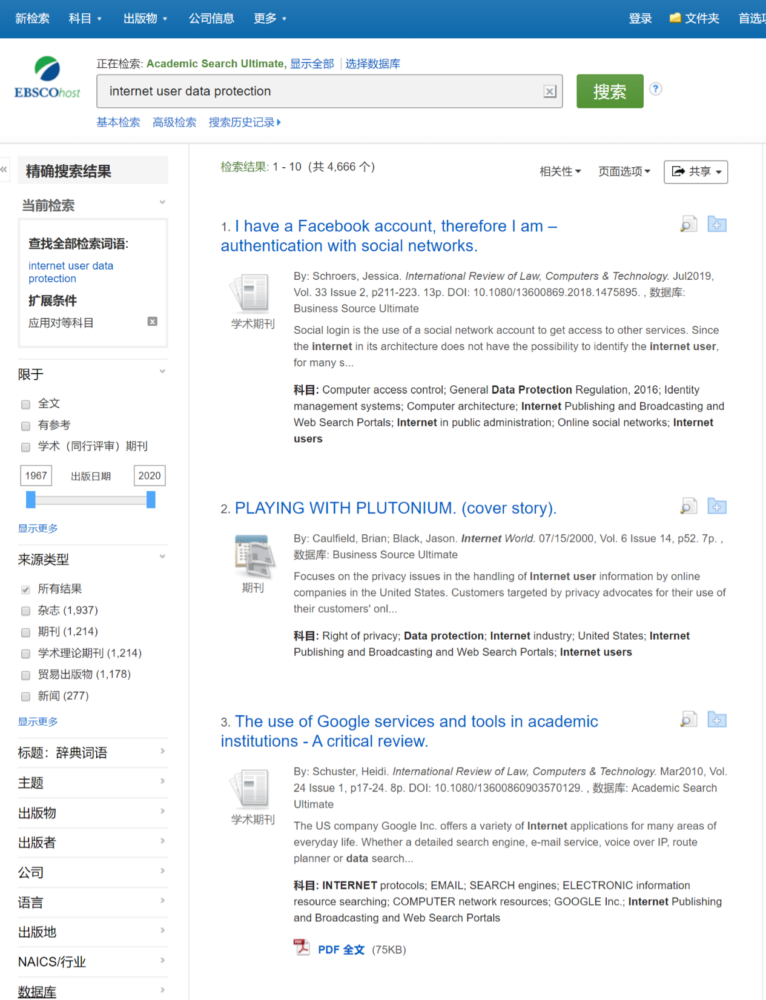 新检索 科目 出版物 公司信息 更多 登录 文件夹 首选
EBSCOhost
正在检索: Academic Search Ultimate, 显示全部 选择数据库
internet user data protection
搜索
?
基本检索 高级检索 搜索历史记录
精确搜索结果
当前检索
查找全部检索词语:
internet user data
protection
扩展条件
应用对等科目
限于
全文
有参考
学术（同行评审）期刊
1967 出版日期 2020
显示更多
来源类型
所有结果
杂志 (1,937)
期刊 (1,214)
学术理论期刊 (1,214)
贸易出版物 (1,178)
新闻 (277)
显示更多
标题：辞典词语
主题
出版物
出版者
公司
语言
出版地
NAICS/行业
数据库
检索结果: 1 - 10（共 4,666 个）
相关性 页面选项 共享
1. I have a Facebook account, therefore I am –
authentication with social networks.
学术期刊
By: Schroers, Jessica. International Review of Law, Computers & Technology. Jul2019,
Vol. 33 Issue 2, p211-223. 13p. DOI: 10.1080/13600869.2018.1475895. , 数据库:
Business Source Ultimate
Social login is the use of a social network account to get access to other services. Since
the internet in its architecture does not have the possibility to identify the internet user,
for many s...
科目: Computer access control; General Data Protection Regulation, 2016; Identity
management systems; Computer architecture; Internet Publishing and Broadcasting and
Web Search Portals; Internet in public administration; Online social networks; Internet
users
2. PLAYING WITH PLUTONIUM. (cover story).
期刊
By: Caulfield, Brian; Black, Jason. Internet World. 07/15/2000, Vol. 6 Issue 14, p52. 7p. ,
数据库: Business Source Ultimate
Focuses on the privacy issues in the handling of Internet user information by online
companies in the United States. Customers targeted by privacy advocates for their use of
their customers' onl...
科目: Right of privacy; Data protection; Internet industry; United States; Internet
Publishing and Broadcasting and Web Search Portals; Internet users
3. The use of Google services and tools in academic
institutions - A critical review.
学术期刊
By: Schuster, Heidi. International Review of Law, Computers & Technology. Mar2010, Vol.
24 Issue 1, p17-24. 8p. DOI: 10.1080/13600860903570129. , 数据库: Academic Search
Ultimate
The US company Google Inc. offers a variety of Internet applications for many areas of
everyday life. Whether a detailed search engine, e-mail service, voice over IP, route
planner or data search...
科目: INTERNET protocols; EMAIL; SEARCH engines; ELECTRONIC information
resource searching; COMPUTER network resources; GOOGLE Inc.; Internet Publishing
and Broadcasting and Web Search Portals
PDF 全文 (75KB)